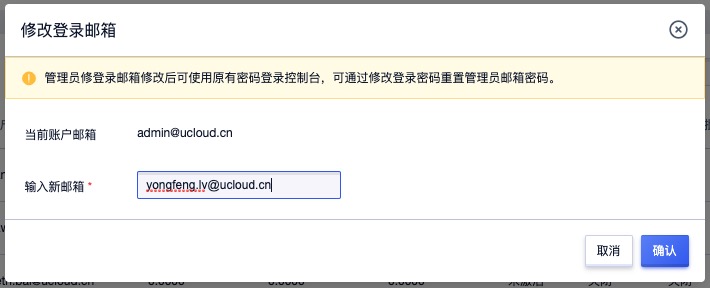 修改登录邮箱
管理员修登录邮箱修改后可使用原有密码登录控制台，可通过修改登录密码重置管理员邮箱密码。
当前账户邮箱 admin@ucloud.cn
输入新邮箱 * yongfeng.lv@ucloud.cn
取消 确认